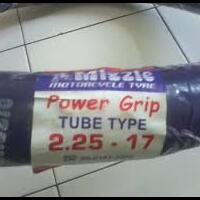 Mizzle
MOTORCYCLE TYRE
Power Grip
TUBE TYPE
2.25 - 17